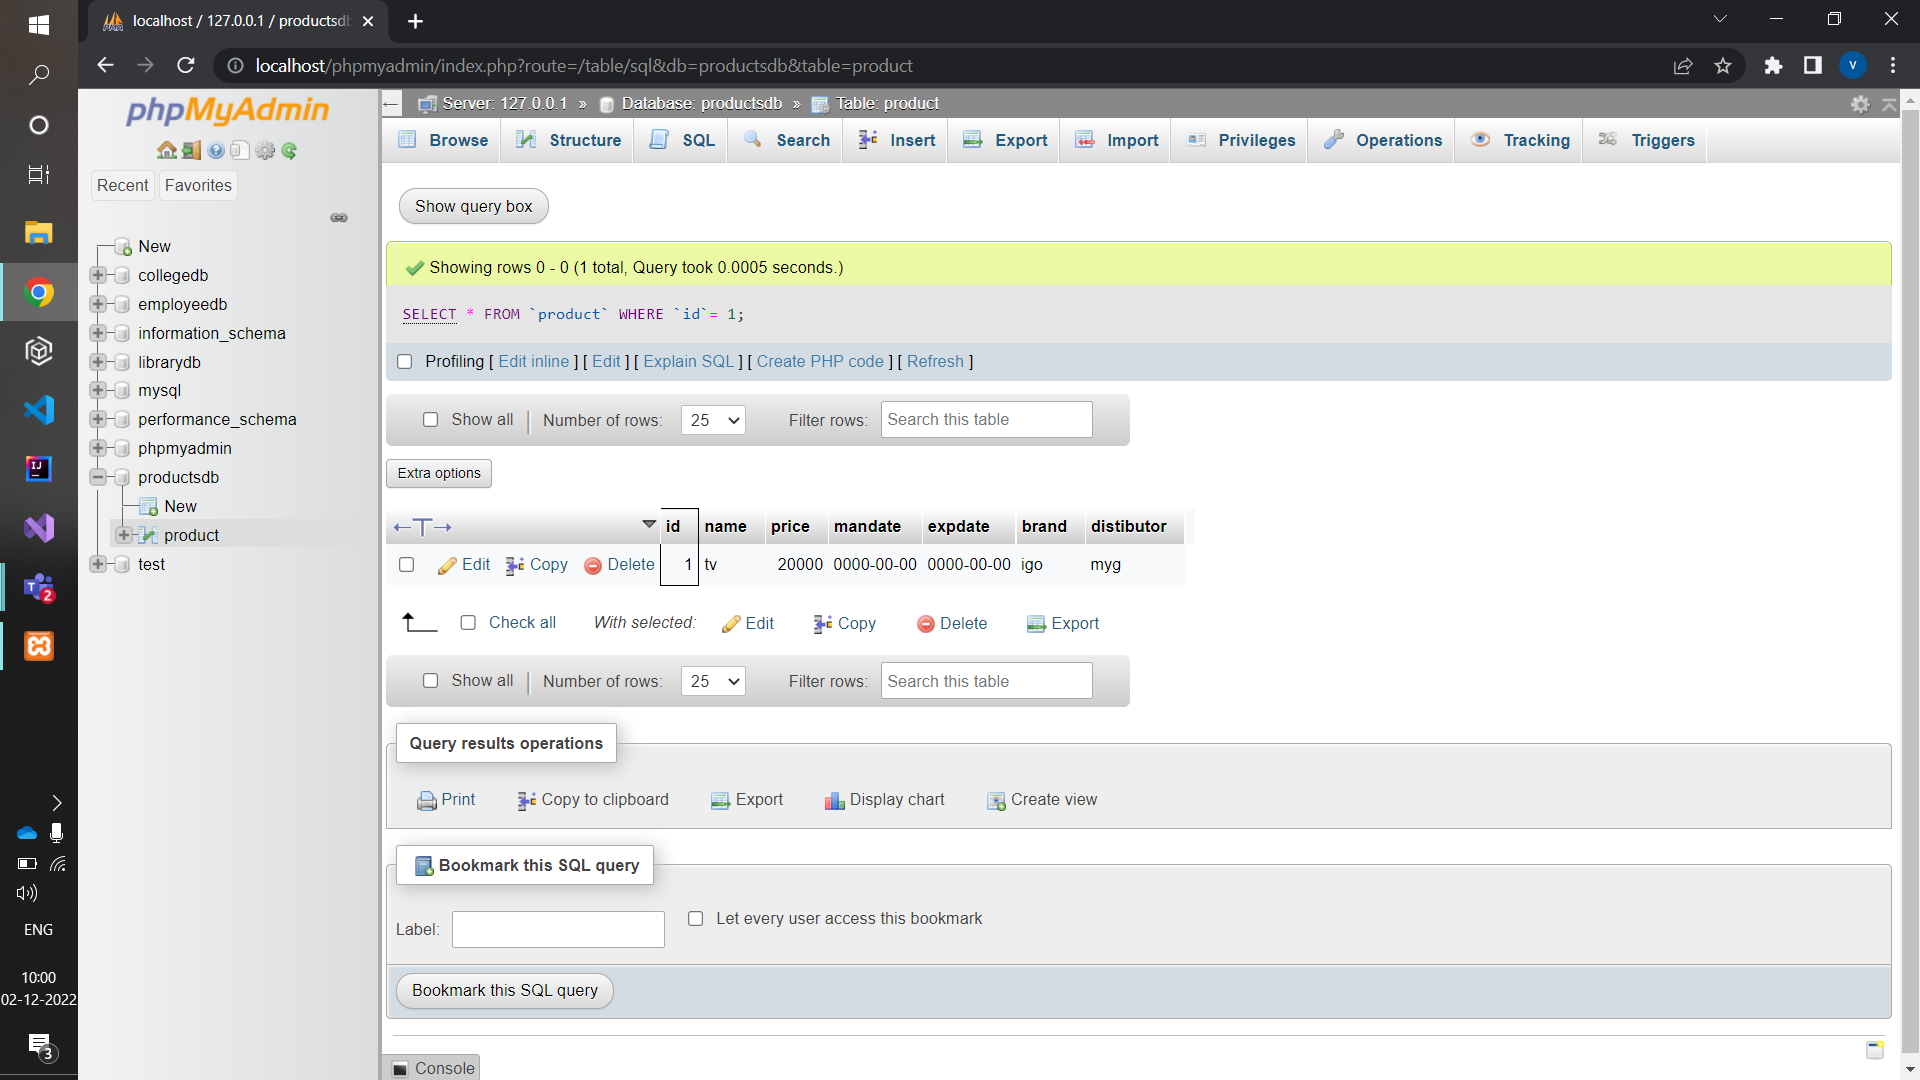 localhost / 127.0.0.1 / productsdb
localhost/phpmyadmin/index.php?route=/table/sql&db=productsdb&table=product
V
phpMyAdmin
Recent Favorites
New
collegedb
employeedb
information_schema
librarydb
mysql
performance_schema
phpmyadmin
productsdb
New
product
test
Server: 127.0.0.1 » Database: productsdb » Table: product
Browse Structure SQL Search Insert Export Import Privileges Operations Tracking Triggers
Show query box
Showing rows 0 - 0 (1 total, Query took 0.0005 seconds.)
SELECT * FROM `product` WHERE `id`= 1;
Profiling [ Edit inline ] [ Edit ] [ Explain SQL ] [ Create PHP code ] [ Refresh ]
Show all Number of rows: 25 Filter rows: Search this table
Extra options
←T→ id name price mandate expdate brand distibutor
Edit Copy Delete 1 tv 20000 0000-00-00 0000-00-00 igo myg
Check all With selected: Edit Copy Delete Export
Show all Number of rows: 25 Filter rows: Search this table
Query results operations
Print Copy to clipboard Export Display chart Create view
Bookmark this SQL query
Label: Let every user access this bookmark
Bookmark this SQL query
Console
IJ
2
ENG
10:00
02-12-2022
3